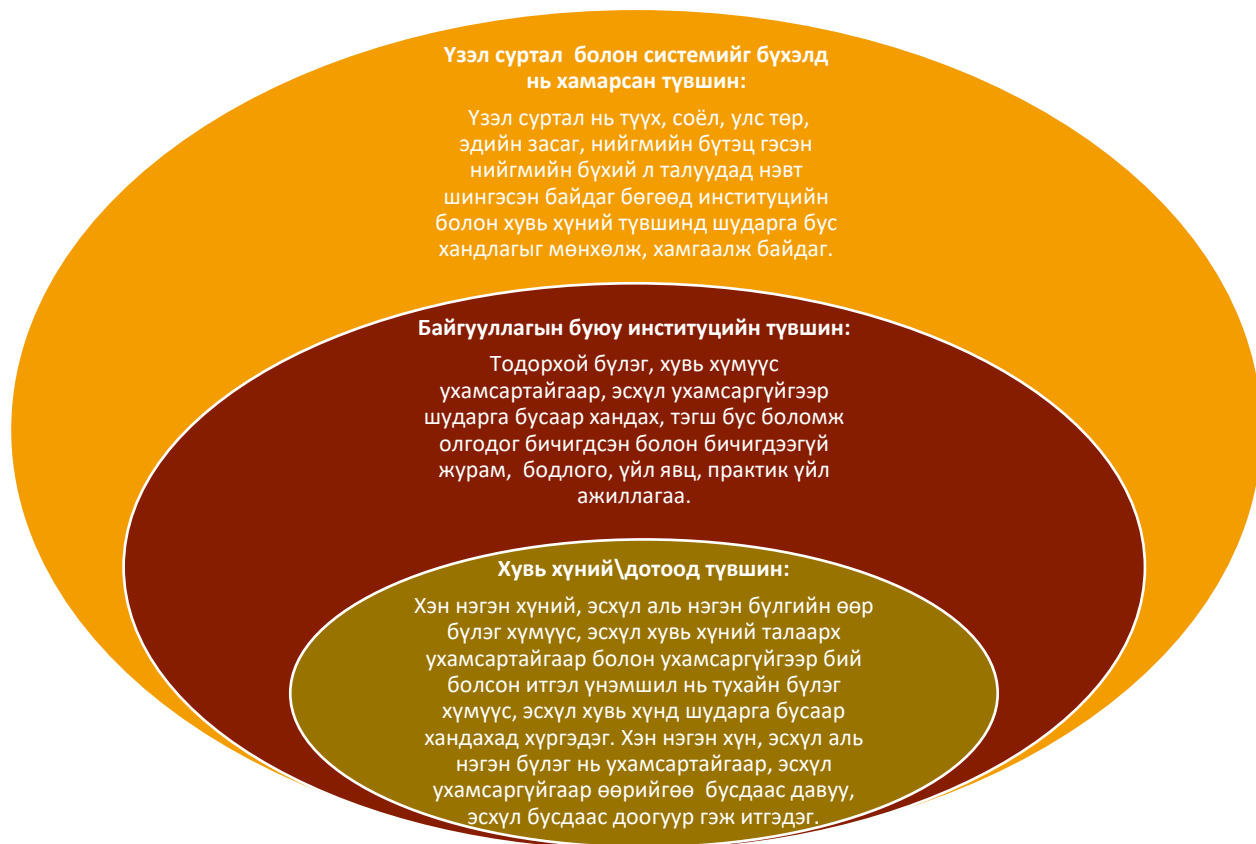 Үзэл суртал болон системийг бүхэлд
нь хамарсан түвшин:
Үзэл суртал нь түүх, соёл, улс төр,
эдийн засаг, нийгмийн бүтэц гэсэн
нийгмийн бүхий л талуудад нэвт
шингэсэн байдаг бөгөөд институцийн
болон хувь хүний түвшинд шударга бус
хандлагыг мөнхөлж, хамгаалж байдаг.
Байгууллагын буюу институцийн түвшин:
Тодорхой бүлэг, хувь хүмүүс
ухамсартайгаар, эсхүл ухамсаргүйгээр
шударга бусаар хандах, тэгш бус боломж
олгодог бичигдсэн болон бичигдээгүй
журам, бодлого, үйл явц, практик үйл
ажиллагаа.
Хувь хүний\дотоод түвшин:
Хэн нэгэн хүний, эсхүл аль нэгэн бүлгийн өөр
бүлэг хүмүүс, эсхүл хувь хүний талаарх
ухамсартайгаар болон ухамсаргүйгээр бий
болсон итгэл үнэмшил нь тухайн бүлэг
хүмүүс, эсхүл хувь хүнд шударга бусаар
хандахад хүргэдэг. Хэн нэгэн хүн, эсхүл аль
нэгэн бүлэг нь ухамсартайгаар, эсхүл
ухамсаргүйгаар өөрийгөө бусдаас давуу,
эсхүл бусдаас доогуур гэж итгэдэг.